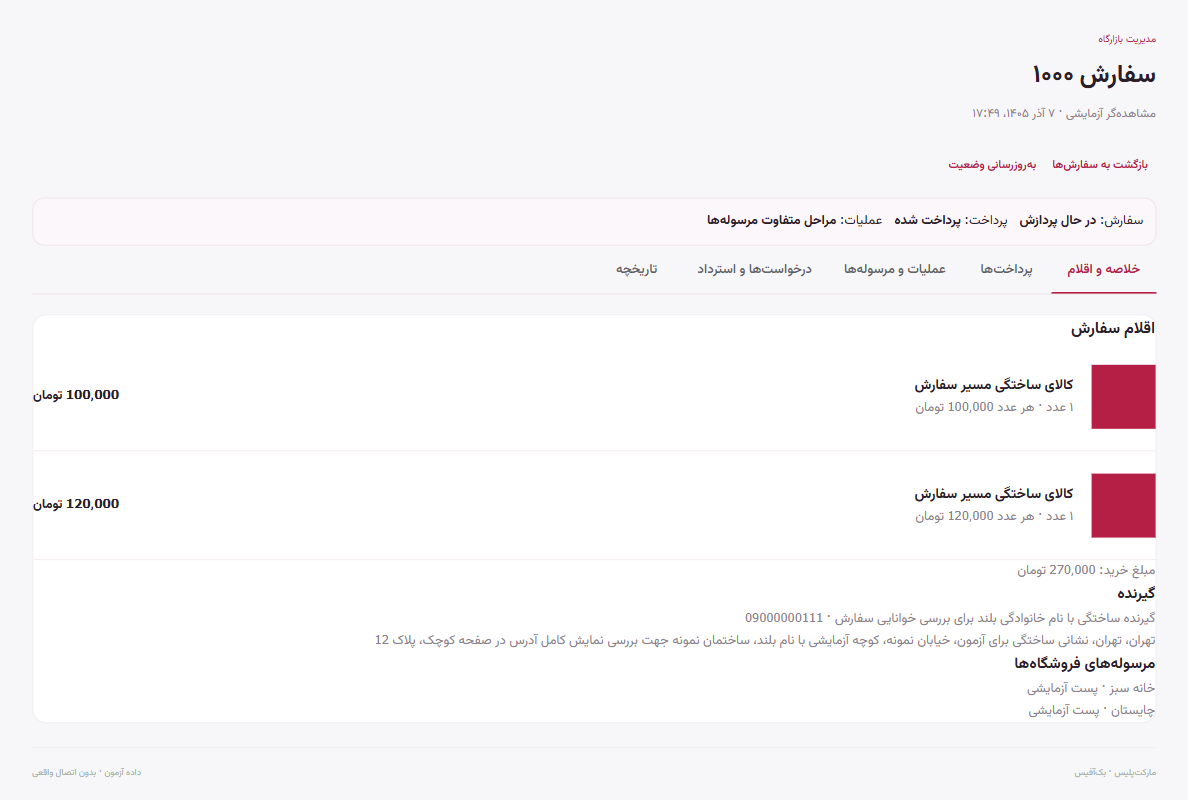 مدیریت بازارگاه
سفارش ۱۰۰۰
مشاهده‌گر آزمایشی · ۷ آذر ۱۴۰۵، ۱۷:۴۹
بازگشت به سفارش‌ها به‌روزرسانی وضعیت
سفارش: در حال پردازش پرداخت: پرداخت شده عملیات: مراحل متفاوت مرسوله‌ها
خلاصه و اقلام پرداخت‌ها عملیات و مرسوله‌ها درخواست‌ها و استرداد تاریخچه
اقلام سفارش
کالای ساختگی مسیر سفارش
۱ عدد · هر عدد 100,000 تومان
100,000 تومان
کالای ساختگی مسیر سفارش
۱ عدد · هر عدد 120,000 تومان
120,000 تومان
مبلغ خرید: 270,000 تومان
گیرنده
گیرنده ساختگی با نام خانوادگی بلند برای بررسی خوانایی سفارش · 09000000111
تهران، تهران، نشانی ساختگی برای آزمون، خیابان نمونه، کوچه آزمایشی با نام بلند، ساختمان نمونه جهت بررسی نمایش کامل آدرس در صفحه کوچک، پلاک 12
مرسوله‌های فروشگاه‌ها
خانه سبز · پست آزمایشی
چایستان · پست آزمایشی
مارکت‌پلیس · بک‌آفیس
داده آزمون · بدون اتصال واقعی